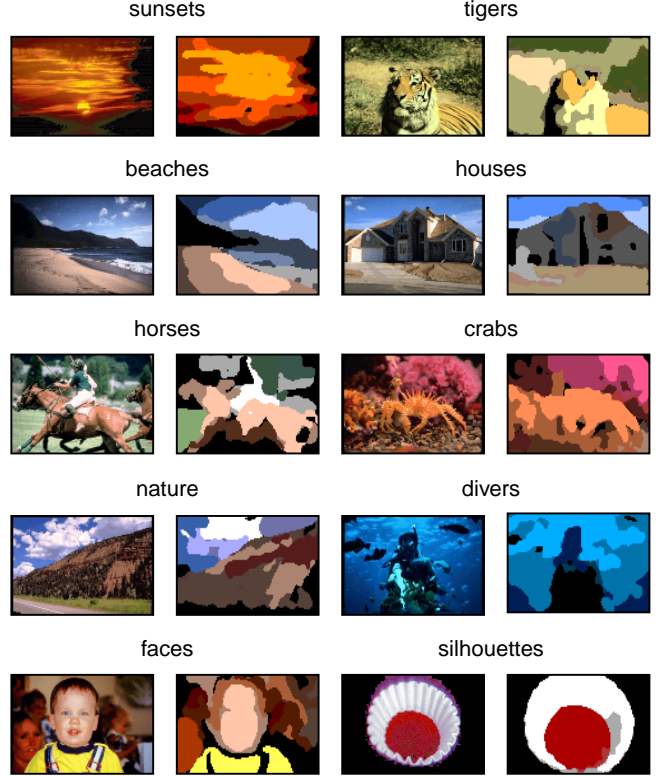 sunsets
tigers
beaches
houses
horses
crabs
nature
divers
faces
silhouettes